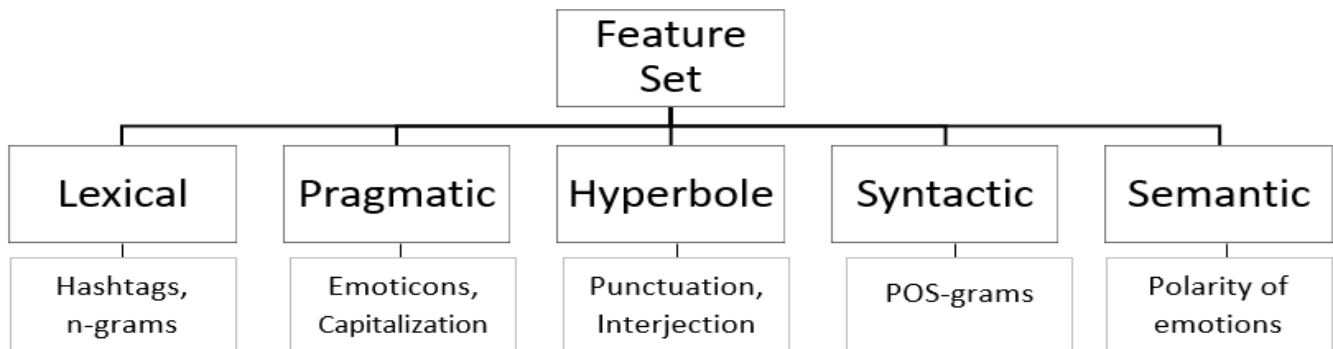 Feature
Set
Lexical
Pragmatic
Hyperbole
Syntactic
Semantic
Hashtags,
n-grams
Emoticons,
Capitalization
Punctuation,
Interjection
POS-grams
Polarity of
emotions